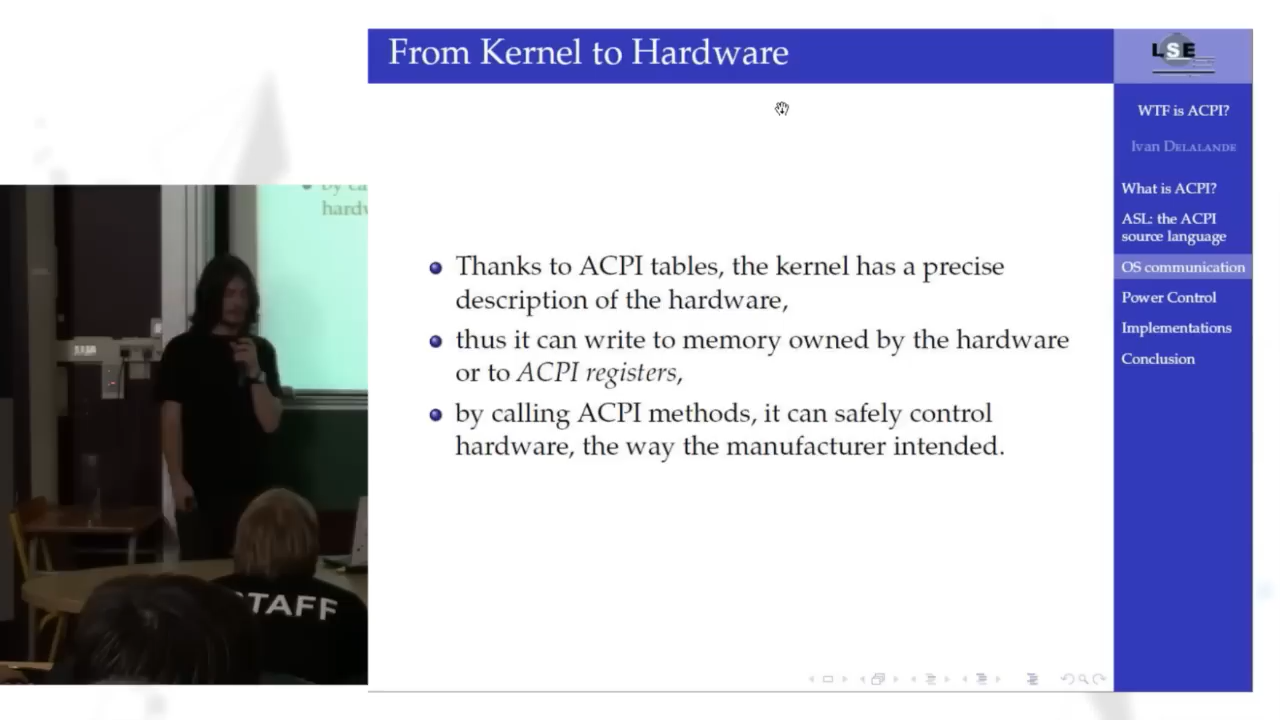 From Kernel to Hardware
LSE
WTF is ACPI?
Ivan DELALANDE
What is ACPI?
ASL: the ACPI
source language
OS communication
Power Control
Implementations
Conclusion
Thanks to ACPI tables, the kernel has a precise
description of the hardware,
thus it can write to memory owned by the hardware
or to ACPI registers,
by calling ACPI methods, it can safely control
hardware, the way the manufacturer intended.
by ca
hardw
STAFF